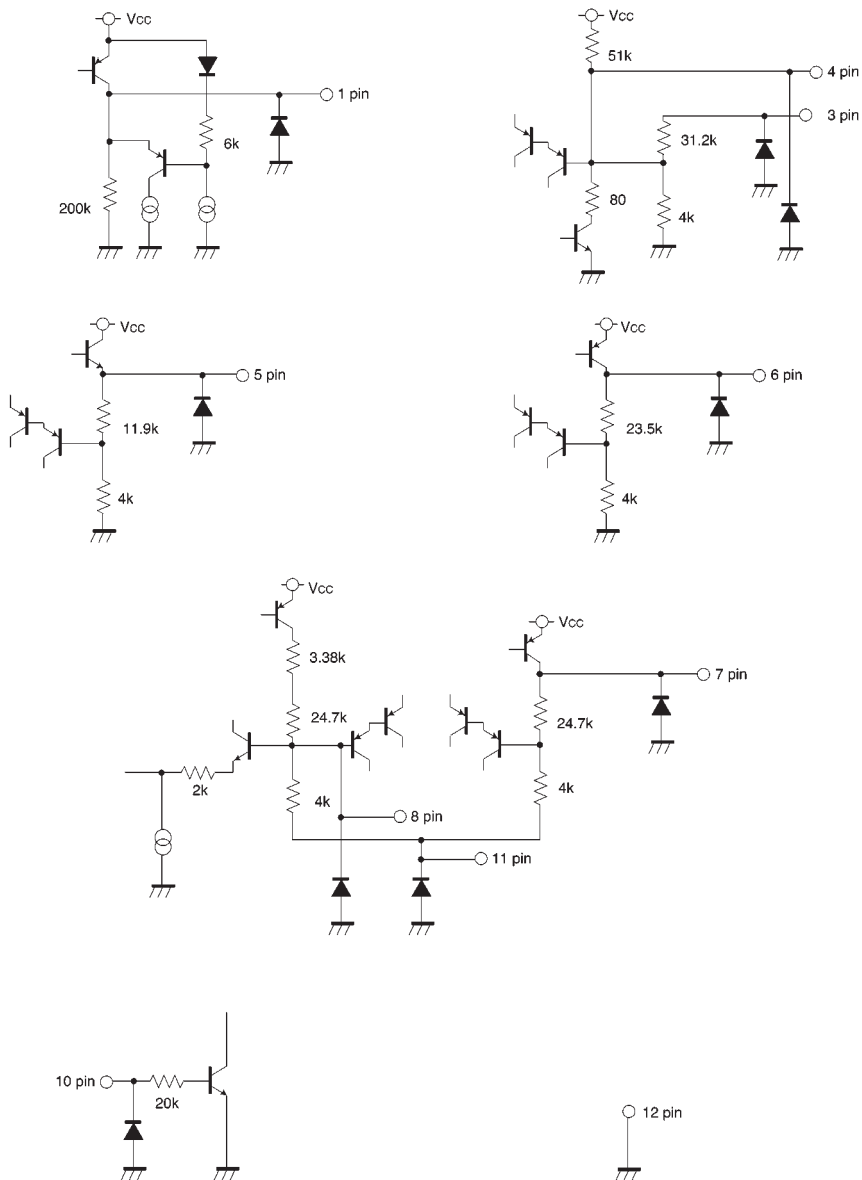 Vcc
1 pin
6k
200k
Vcc
51k
4 pin
3 pin
31.2k
80
4k
Vcc
5 pin
11.9k
4k
Vcc
6 pin
23.5k
4k
Vcc
3.38k
24.7k
2k
4k
8 pin
11 pin
Vcc
7 pin
24.7k
4k
10 pin
20k
12 pin